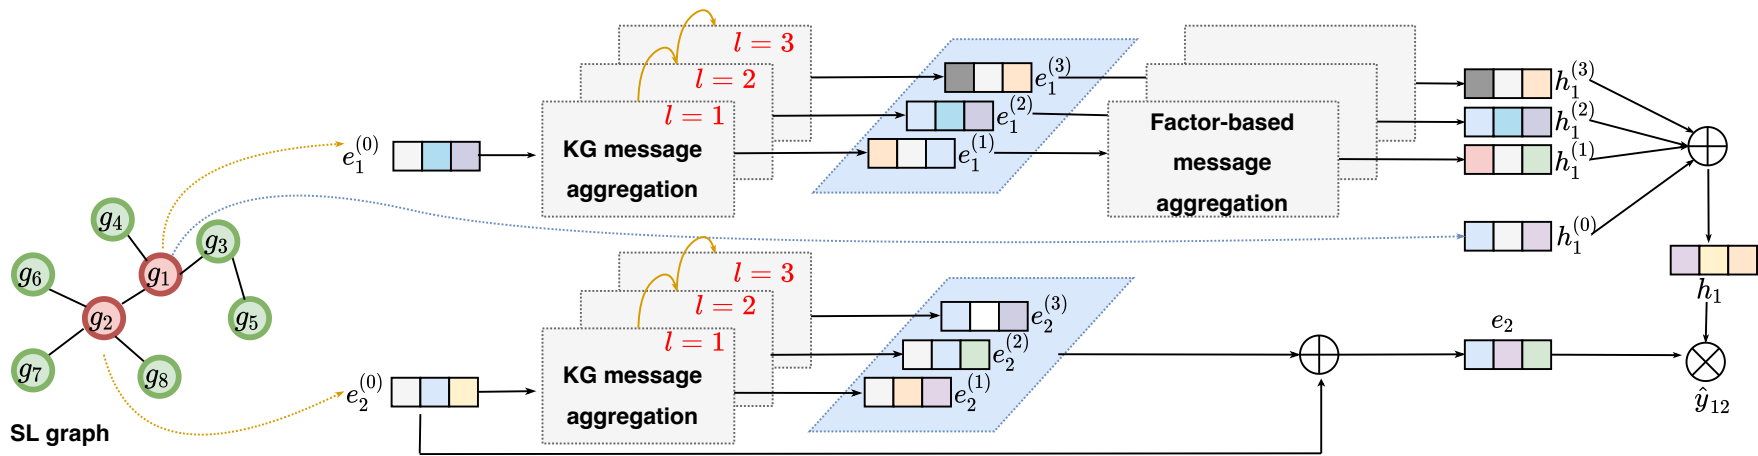 l = 3
l = 2
l = 1
KG message
aggregation
e_1^{(0)}
e_1^{(3)}
e_1^{(2)}
e_1^{(1)}
Factor-based
message
aggregation
h_1^{(3)}
h_1^{(2)}
h_1^{(1)}
h_1^{(0)}
h_1
g_4
g_3
g_6
g_1
g_2
g_5
g_7
g_8
SL graph
e_2^{(0)}
l = 3
l = 2
l = 1
KG message
aggregation
e_2^{(3)}
e_2^{(2)}
e_2^{(1)}
e_2
\hat{y}_{12}